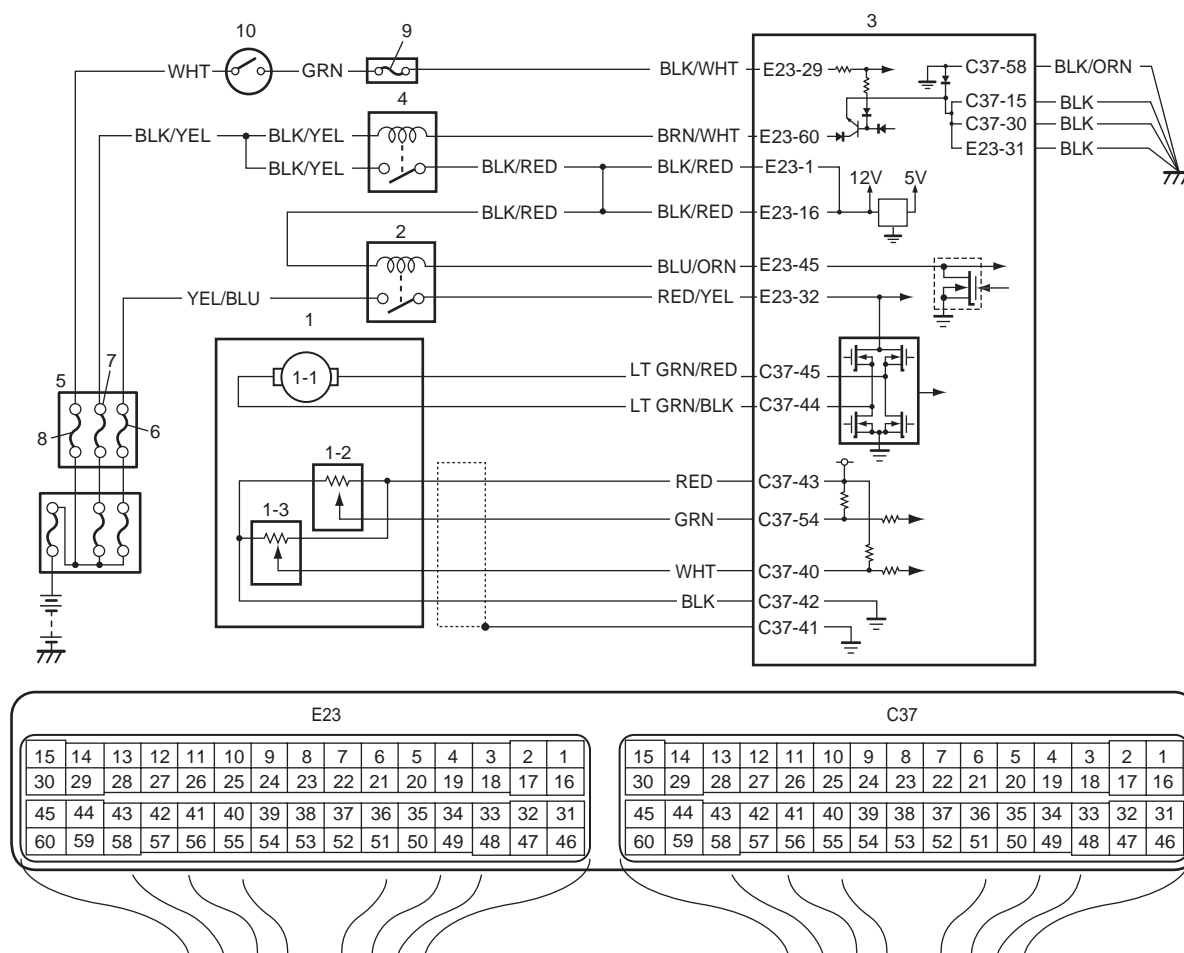 10
9
3
WHT
GRN
BLK/WHT
E23-29
C37-58
BLK/ORN
4
C37-15
BLK
BLK/YEL
BLK/YEL
BRN/WHT
E23-60
C37-30
BLK
BLK/YEL
BLK/RED
BLK/RED
E23-1
E23-31
BLK
12V
5V
BLK/RED
BLK/RED
E23-16
2
BLU/ORN
E23-45
YEL/BLU
RED/YEL
E23-32
1
7
5
1-1
LT GRN/RED
C37-45
LT GRN/BLK
C37-44
8
6
1-2
RED
C37-43
1-3
GRN
C37-54
WHT
C37-40
BLK
C37-42
C37-41
E23
C37
15 14 13 12 11 10 9 8 7 6 5 4 3 2 1
15 14 13 12 11 10 9 8 7 6 5 4 3 2 1
30 29 28 27 26 25 24 23 22 21 20 19 18 17 16
30 29 28 27 26 25 24 23 22 21 20 19 18 17 16
45 44 43 42 41 40 39 38 37 36 35 34 33 32 31
45 44 43 42 41 40 39 38 37 36 35 34 33 32 31
60 59 58 57 56 55 54 53 52 51 50 49 48 47 46
60 59 58 57 56 55 54 53 52 51 50 49 48 47 46